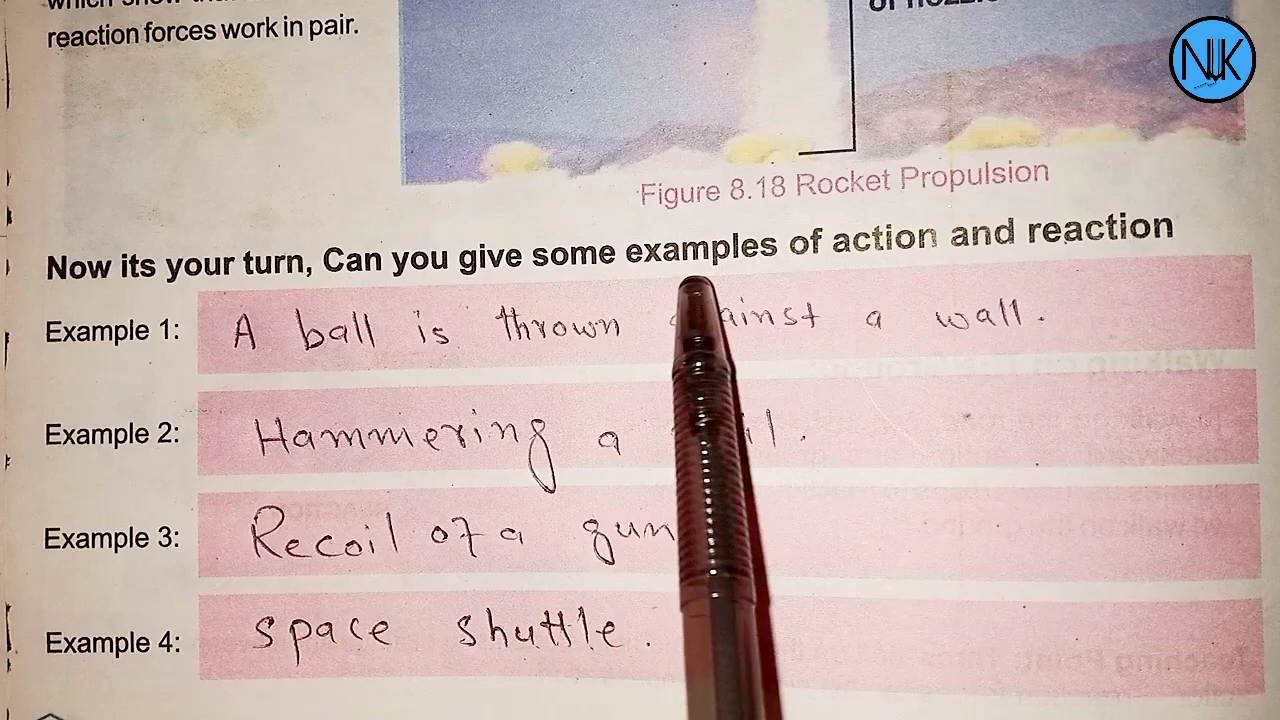 reaction forces work in pair.
Figure 8.18 Rocket Propulsion
Now its your turn, Can you give some examples of action and reaction
Example 1: A ball is thrown against a wall.
Example 2: Hammering a
Example 3: Recoil of a gun
Example 4: space shuttle.
NJK